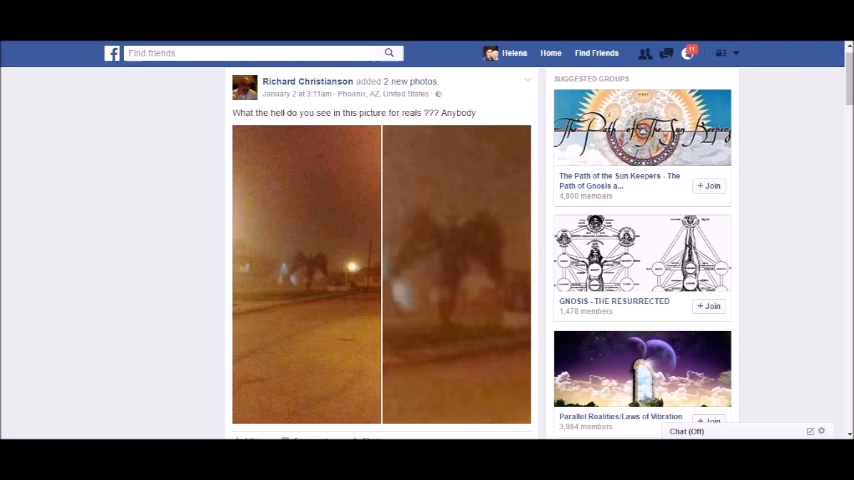 Find friends
Helena
Home
Find Friends
11
Richard Christianson added 2 new photos.
January 2 at 3:11am · Phoenix, AZ, United States ·
What the hell do you see in this picture for reals ??? Anybody
SUGGESTED GROUPS
The Path of The Sun Keepers
The Path of the Sun Keepers - The
Path of Gnosis a...
4,800 members
+ Join
GNOSIS - THE RESURRECTED
1,478 members
+ Join
Parallel Realities/Laws of Vibration
3,984 members
Join
Chat (Off)